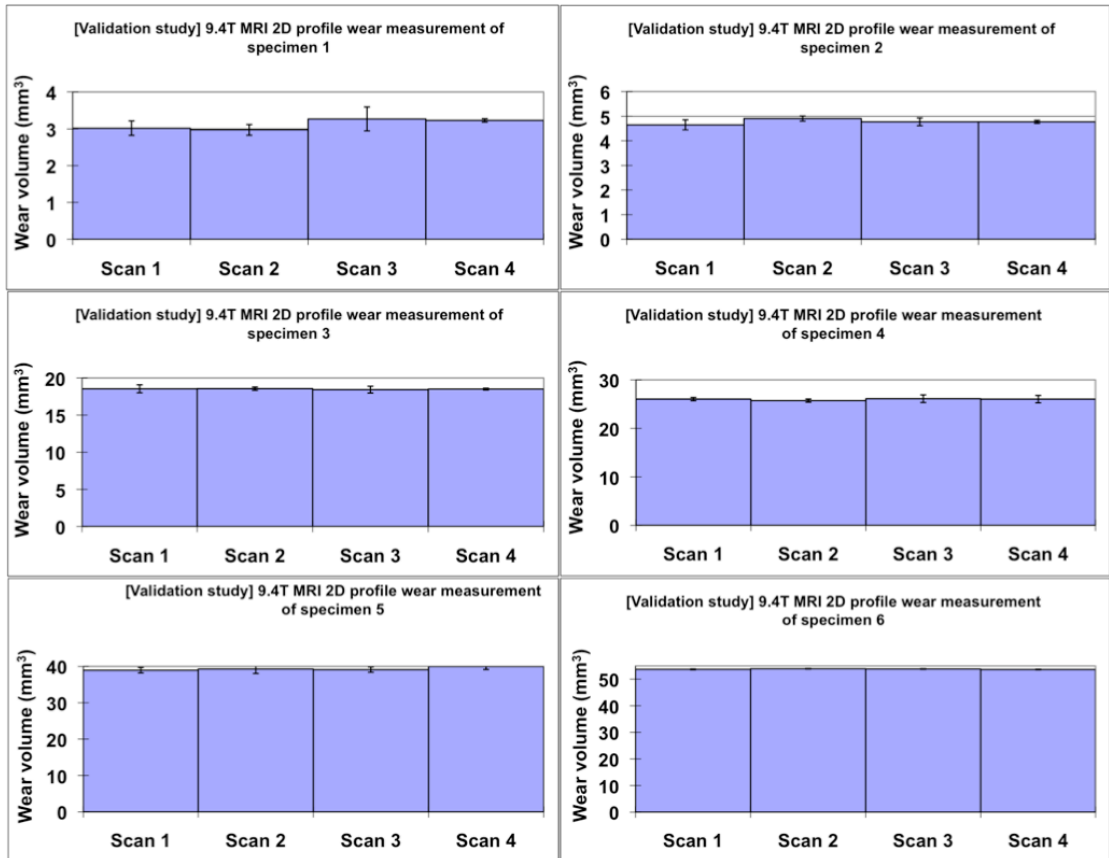 [Validation study] 9.4T MRI 2D profile wear measurement of
specimen 1
Wear volume (mm³)
4
3
2
1
0
Scan 1 Scan 2 Scan 3 Scan 4
[Validation study] 9.4T MRI 2D profile wear measurement of
specimen 2
Wear volume (mm³)
6
5
4
3
2
1
0
Scan 1 Scan 2 Scan 3 Scan 4
[Validation study] 9.4T MRI 2D profile wear measurement of
specimen 3
Wear volume (mm³)
20
15
10
5
0
Scan 1 Scan 2 Scan 3 Scan 4
[Validation study] 9.4T MRI 2D profile wear measurement
of specimen 4
Wear volume (mm³)
30
20
10
0
Scan 1 Scan 2 Scan 3 Scan 4
[Validation study] 9.4T MRI 2D profile wear measurement
of specimen 5
Wear volume (mm³)
40
30
20
10
0
Scan 1 Scan 2 Scan 3 Scan 4
[Validation study] 9.4T MRI 2D profile wear measurement
of specimen 6
Wear volume (mm³)
50
40
30
20
10
0
Scan 1 Scan 2 Scan 3 Scan 4